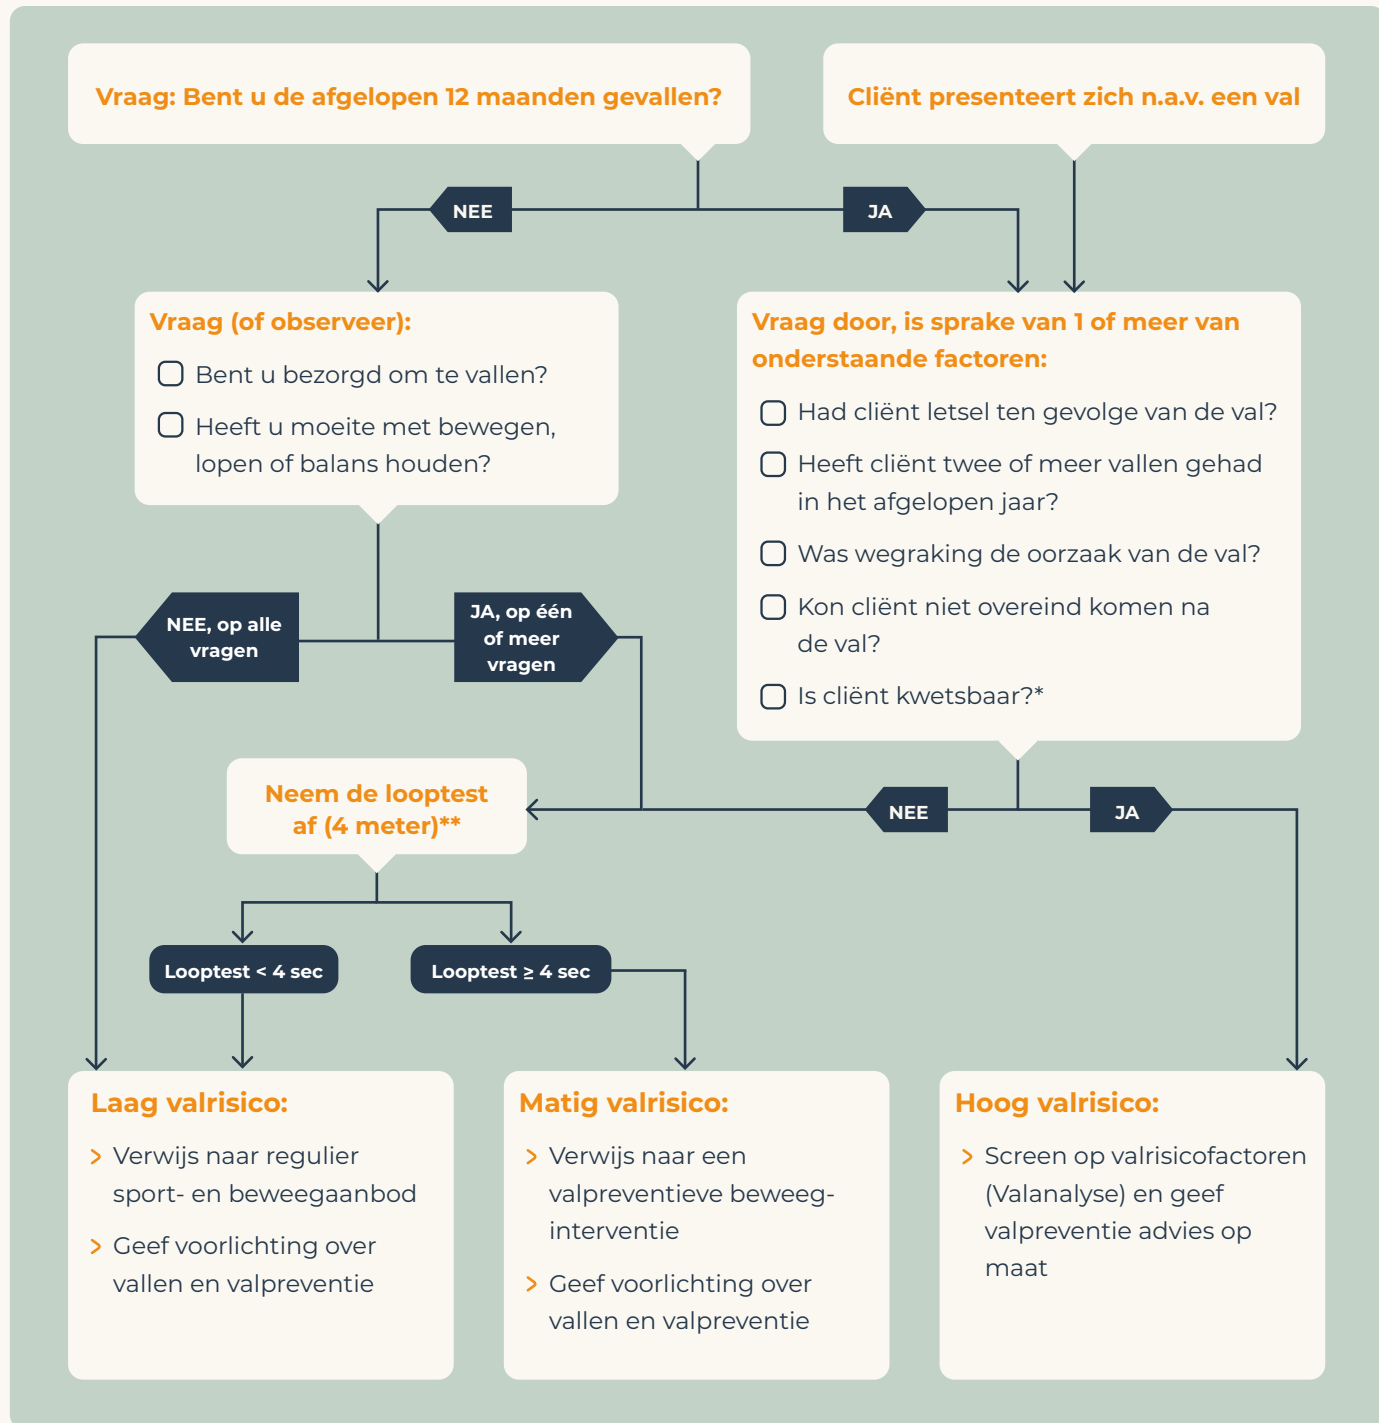 Vraag: Bent u de afgelopen 12 maanden gevallen?
Cliënt presenteert zich n.a.v. een val
NEE
JA
Vraag (of observeer):
Bent u bezorgd om te vallen?
Heeft u moeite met bewegen,
lopen of balans houden?
Vraag door, is sprake van 1 of meer van
onderstaande factoren:
Had cliënt letsel ten gevolge van de val?
Heeft cliënt twee of meer vallen gehad
in het afgelopen jaar?
Was wegraking de oorzaak van de val?
Kon cliënt niet overeind komen na
de val?
Is cliënt kwetsbaar?*
NEE, op alle
vragen
JA, op één
of meer
vragen
Neem de looptest
af (4 meter)**
NEE
JA
Looptest < 4 sec
Looptest ≥ 4 sec
Laag valrisico:
> Verwijs naar regulier
sport- en beweegaanbod
> Geef voorlichting over
vallen en valpreventie
Matig valrisico:
> Verwijs naar een
valpreventieve beweeg-
interventie
> Geef voorlichting over
vallen en valpreventie
Hoog valrisico:
> Screen op valrisicofactoren
(Valanalyse) en geef
valpreventie advies op
maat